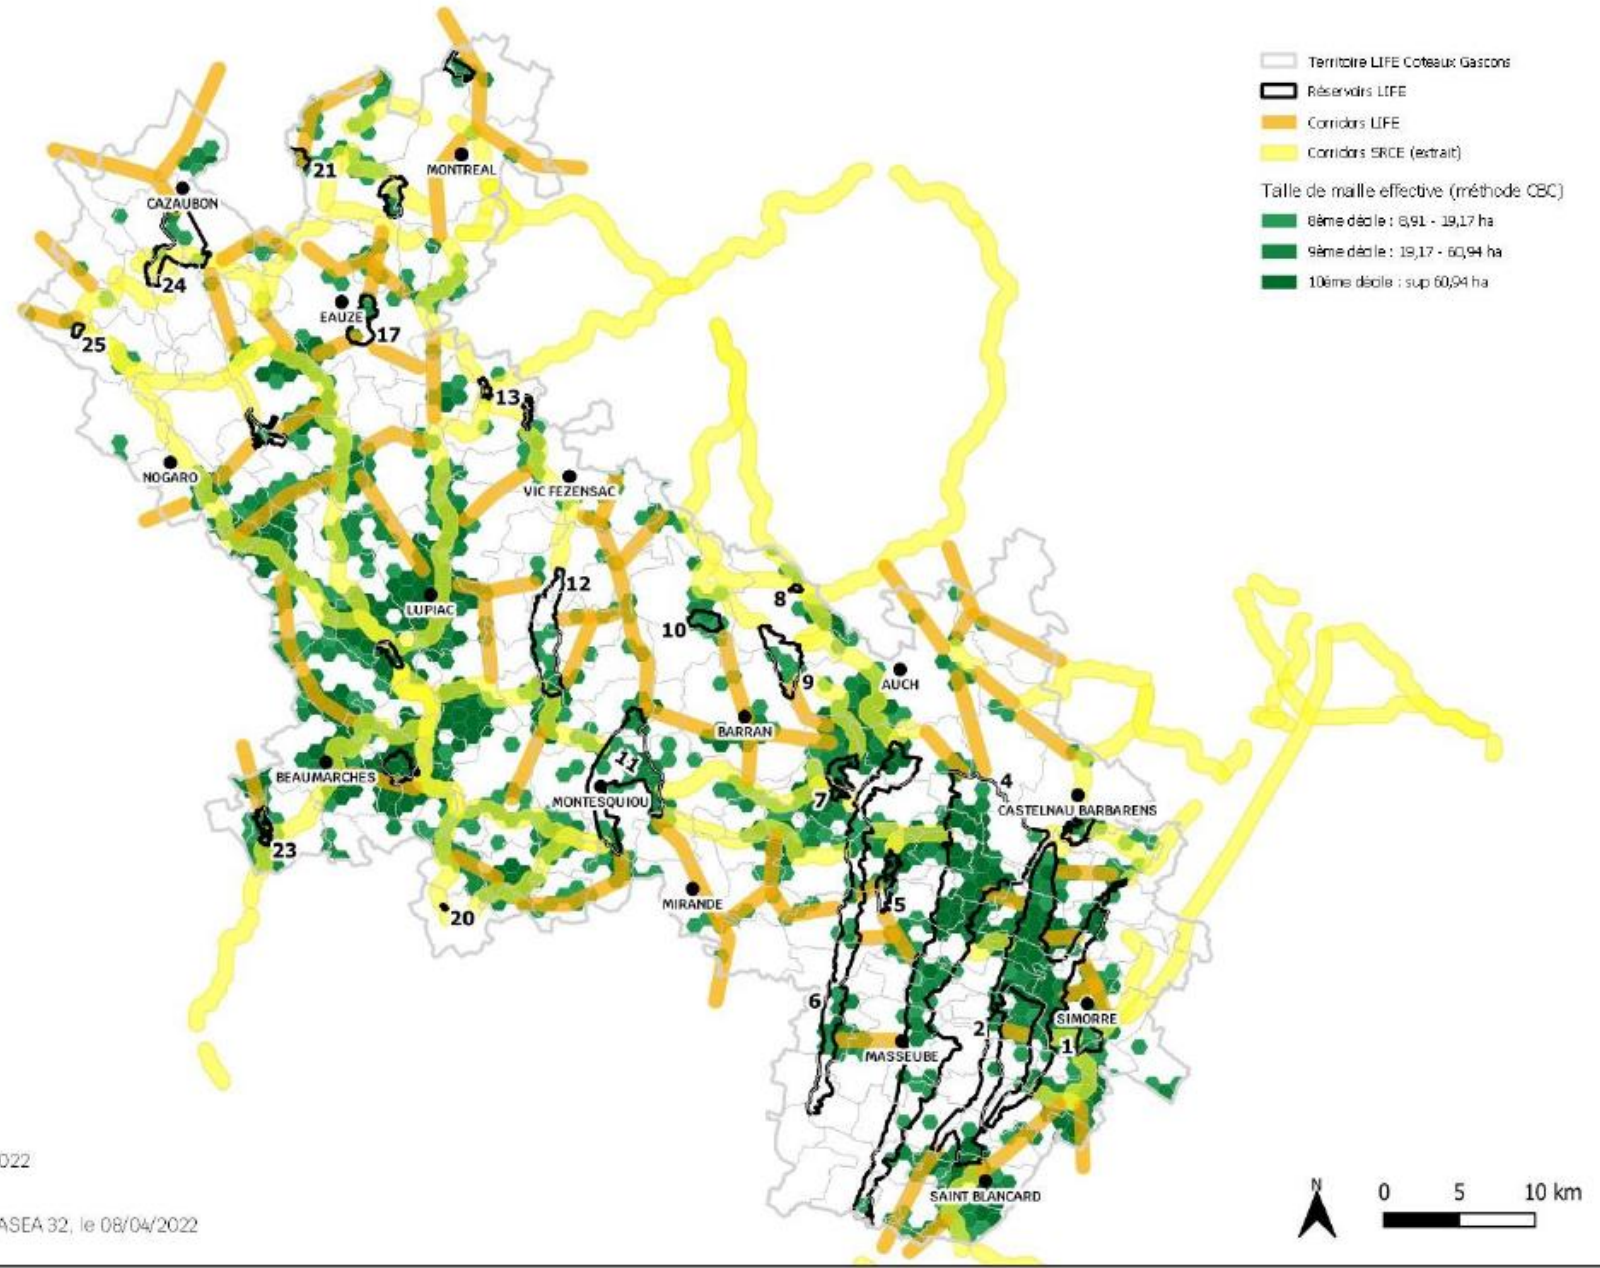 Territoire LIFE Coteaux Gascons
Réservoirs LIFE
Corridors LIFE
Corridors SRCE (extrait)
Taille de maille effective (méthode CBC)
8ème décile : 8,91 - 19,17 ha
9ème décile : 19,17 - 60,94 ha
10ème décile : sup 60,94 ha
21
MONTREAL
CAZAUBON
24
EAUZE
17
25
13
NOGARO
VIC FEZENSAC
12
8
LUPIAC
10
9
AUCH
BARRAN
11
BEAUMARCHES
4
MONTESQUIOU
7
CASTELNAU BARBARENS
23
MIRANDE
5
20
6
SIMORRE
2
1
MASSEUBE
022
SAINT BLANCARD
N
0 5 10 km
ASEA 32, le 08/04/2022